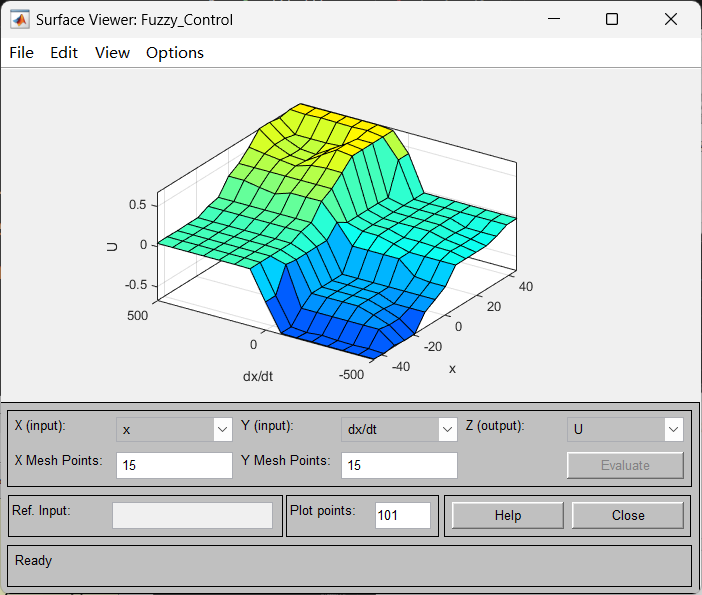 Surface Viewer: Fuzzy_Control
File Edit View Options
0.5
0
-0.5
U
500
0
-500
dx/dt
40
20
0
-20
-40
x
X (input): x Y (input): dx/dt Z (output): U
X Mesh Points: 15 Y Mesh Points: 15 Evaluate
Ref. Input: Plot points: 101 Help Close
Ready